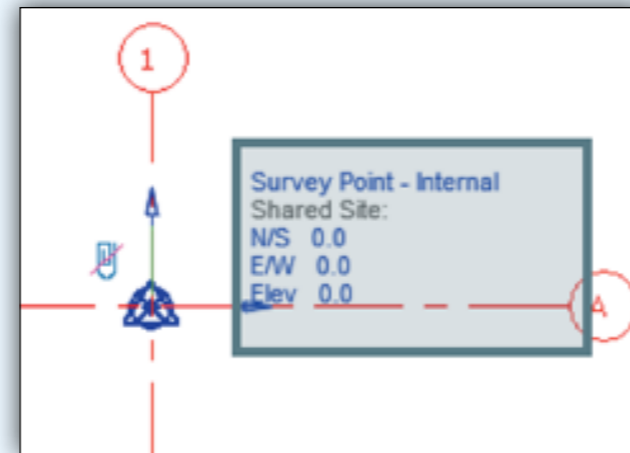 1
Survey Point - Internal
Shared Site:
N/S 0.0
E/W 0.0
Elev 0.0
A